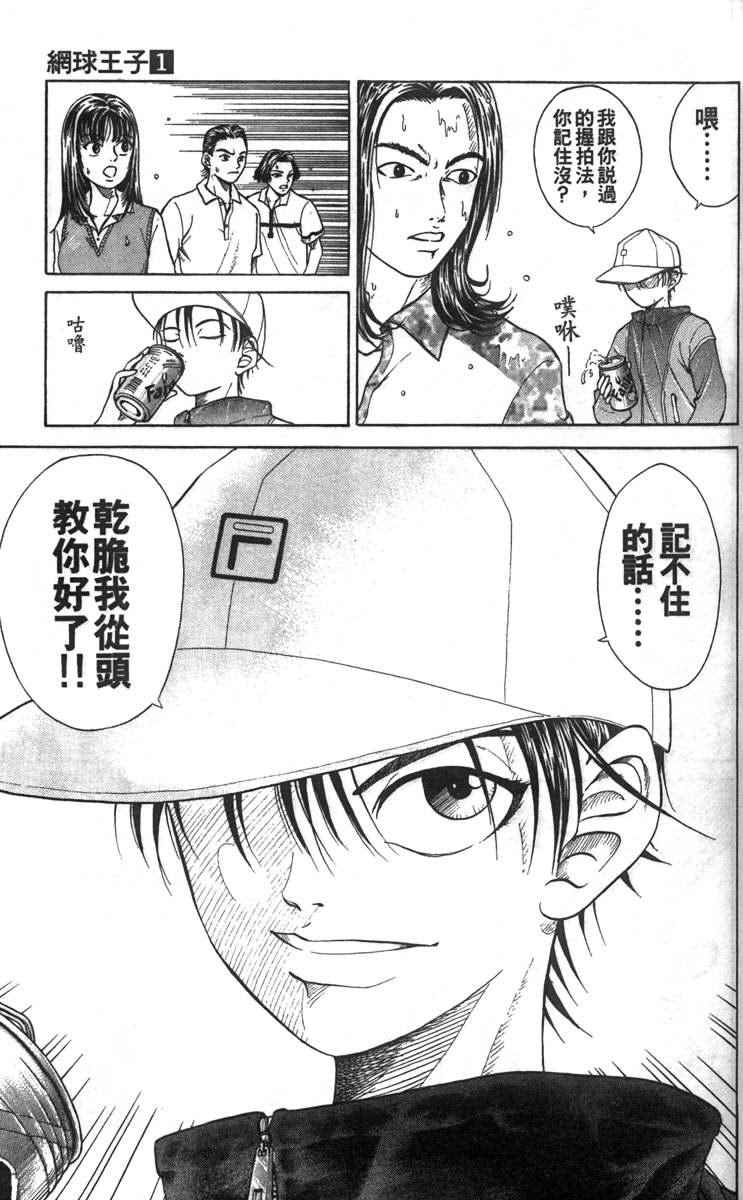 網球王子1
喂……
我跟你説過
的握拍法，
你記住沒？
噗咻—
咕嚕
記不住
的話……
乾脆我從頭
教你好了!!